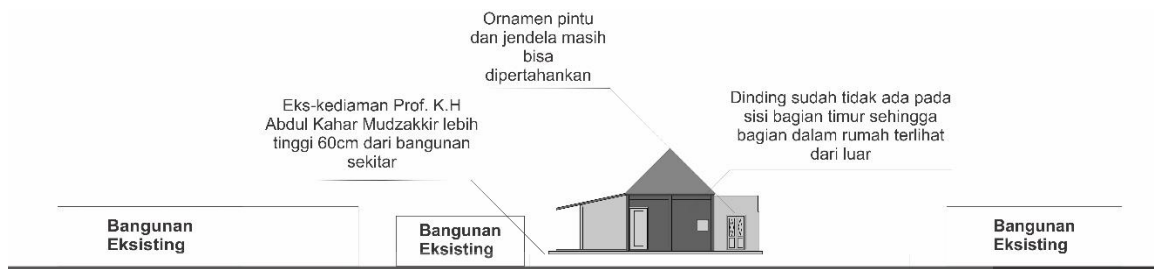 Ornamen pintu
dan jendela masih
bisa
dipertahankan
Eks-kediaman Prof. K.H
Abdul Kahar Mudzakkir lebih
tinggi 60cm dari bangunan
sekitar
Dinding sudah tidak ada pada
sisi bagian timur sehingga
bagian dalam rumah terlihat
dari luar
Bangunan
Eksisting
Bangunan
Eksisting
Bangunan
Eksisting